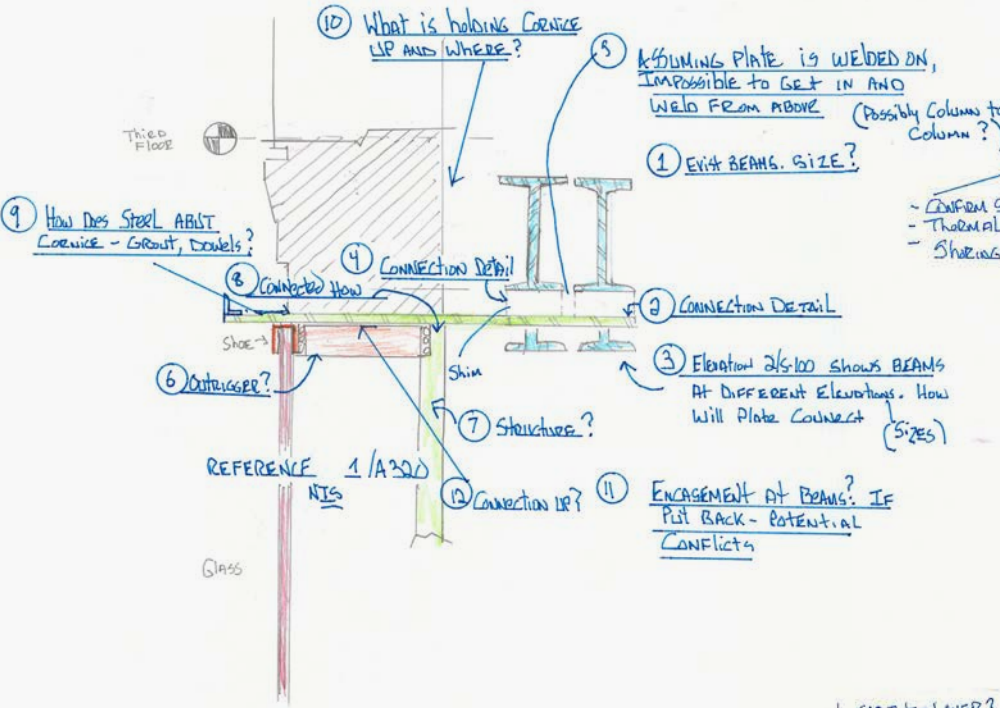 10 What is holding Cornice
UP AND WHERE?
5 ASSUMING PLATE is WELDED ON,
IMPOSSIBLE to GET IN AND
WELD FROM ABOVE
(Possibly Column to
Column?)
Third
Floor
1 Exist BEAMS. SIZE?
- CONFIRM
- THERMAL
- SHORING
9 How Does Steel ABUT
Cornice - Grout, Dowels?
4 CONNECTION DETAIL
8 CONNECTED HOW
2 CONNECTION DETAIL
Shoe
Shim
3 Elevation 2/S-100 SHOWS BEAMS
At DIFFERENT Elevations. How
Will Plate Connect
(Sizes)
6 OUTRIGGER?
7 Structure?
REFERENCE 1/A320
NTS
12 Connection UP?
11 ENCASEMENT At BEAMS? IF
Put BACK - POTENTIAL
CONFLICTS
Glass